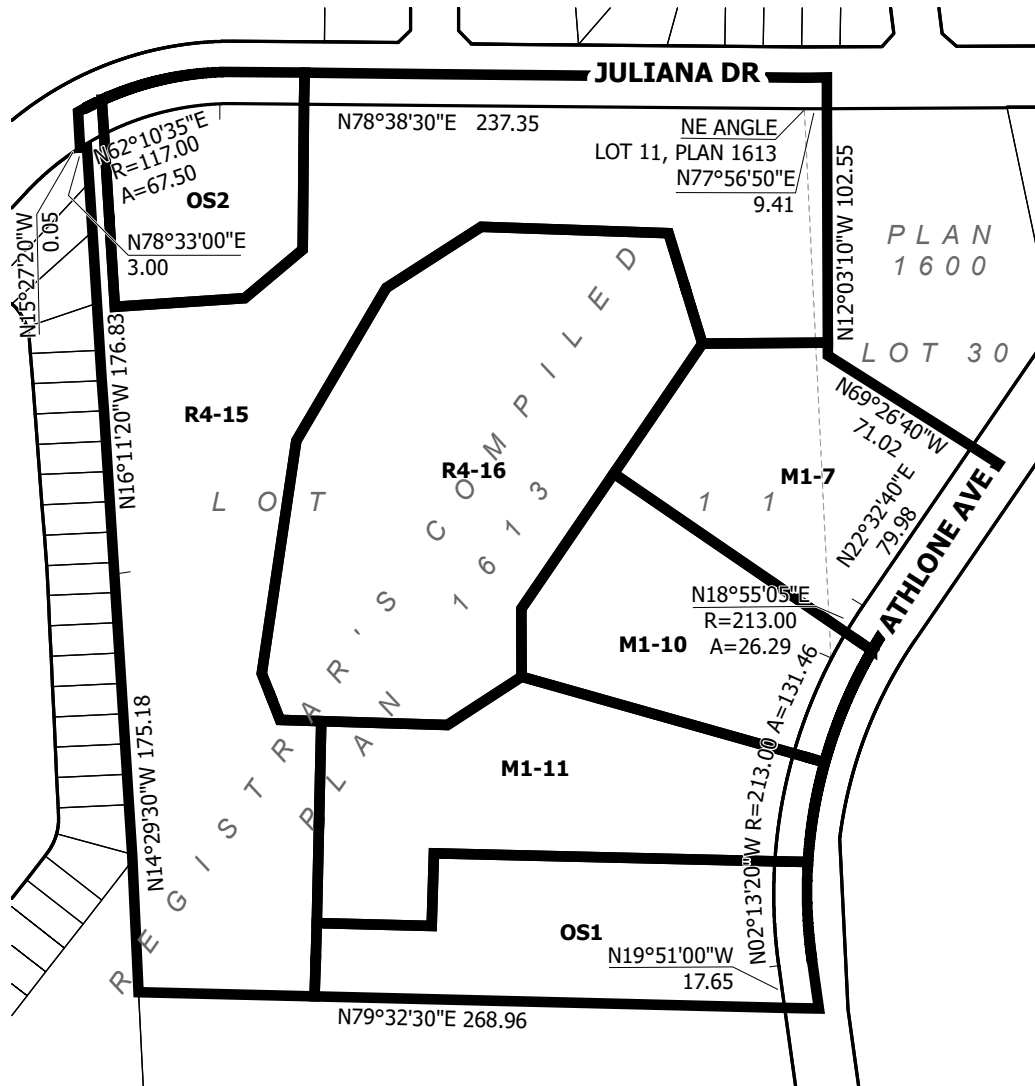 JULIANA DR
N78°38'30"E 237.35
NE ANGLE
LOT 11, PLAN 1613
N77°56'50"E
9.41
N62°10'35"E
R=117.00
A=67.50
OS2
N78°33'00"E
3.00
N15°27'20"W
0.05
N12°03'10"W 102.55
PLAN
1600
LOT 30
N16°11'20"W 176.83
R4-15
R4-16
M1-7
N69°26'40"W
71.02
N22°32'40"E
79.98
ATHLONE AVE
LOT 11
REGISTRAR'S COMPILED
PLAN 1613
N18°55'05"E
R=213.00
A=26.29
M1-10
N02°13'20"W R=213.00 A=131.46
M1-11
N14°29'30"W 175.18
OS1
N19°51'00"W
17.65
N79°32'30"E 268.96